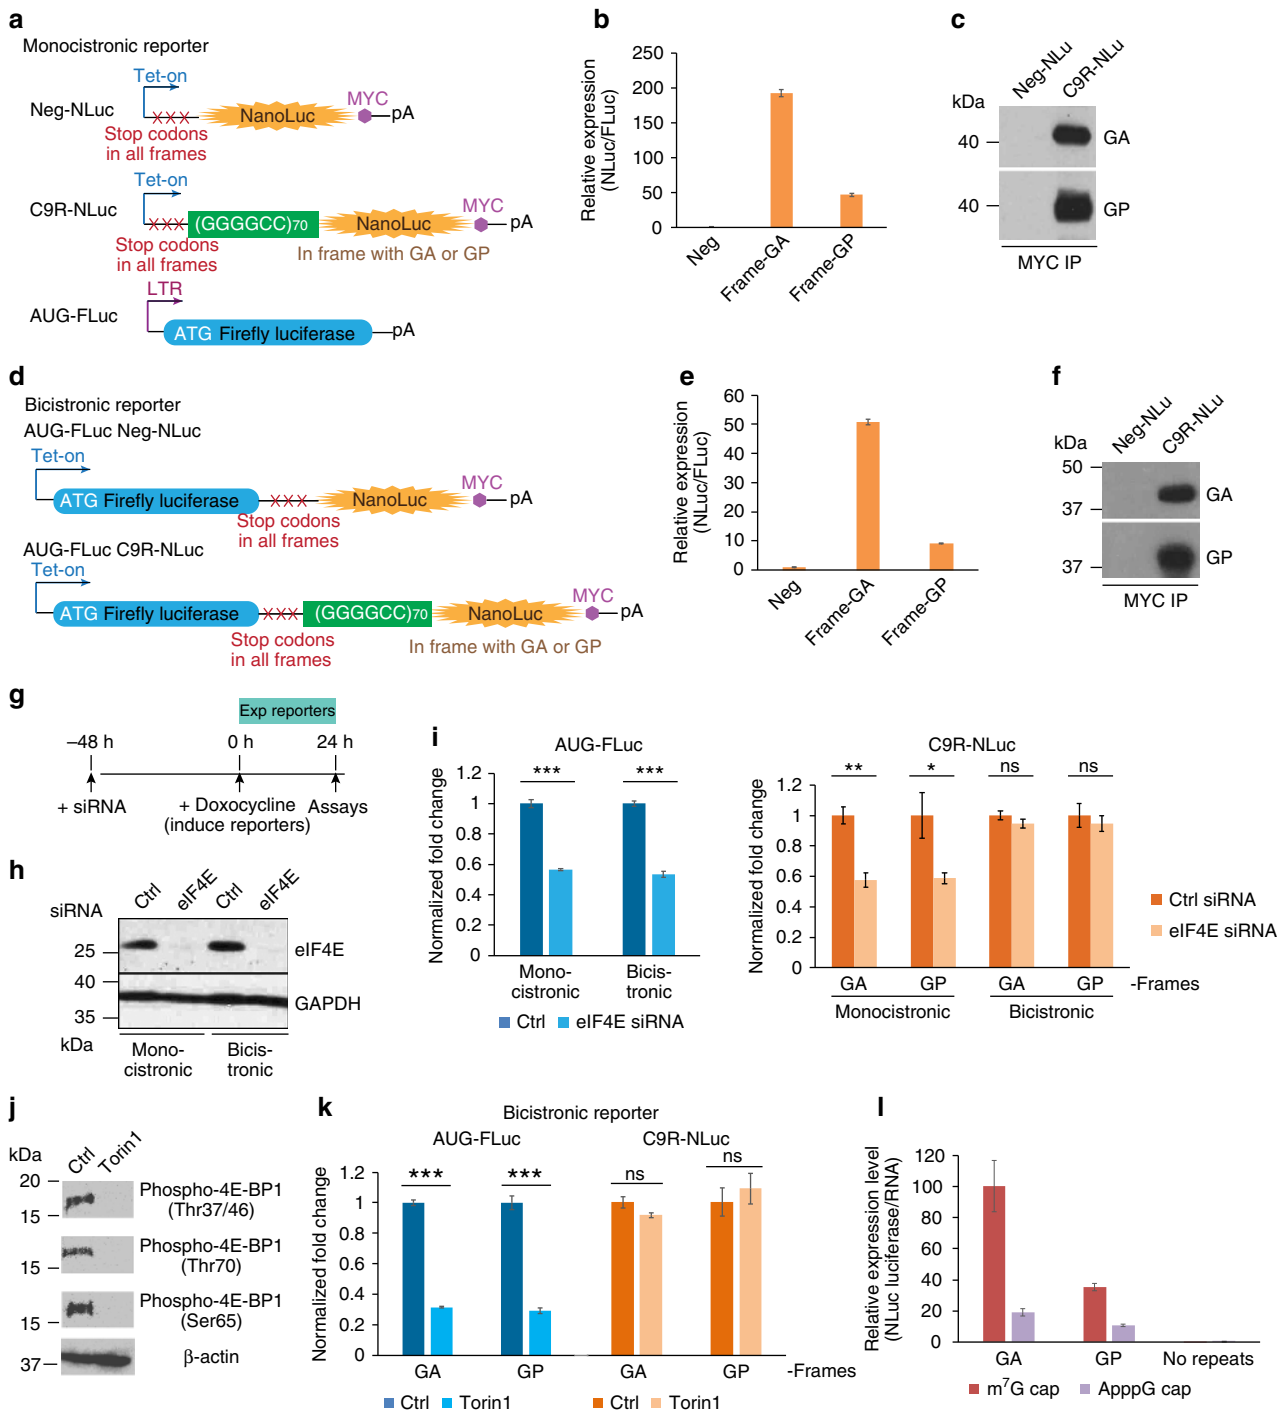 a
Monocistronic reporter
Tet-on
Neg-NLuc
NanoLuc
MYC
pA
Stop codons
in all frames
Tet-on
C9R-NLuc
(GGGGCC)70
NanoLuc
MYC
pA
Stop codons
in all frames
In frame with GA or GP
LTR
AUG-FLuc
ATG Firefly luciferase
pA
b
Relative expression
(NLuc/FLuc)
250
200
150
100
50
0
Neg
Frame-GA
Frame-GP
c
Neg-NLu
C9R-NLu
kDa
40
GA
40
GP
MYC IP
d
Bicistronic reporter
AUG-FLuc Neg-NLuc
Tet-on
ATG Firefly luciferase
NanoLuc
MYC
pA
Stop codons
in all frames
AUG-FLuc C9R-NLuc
Tet-on
ATG Firefly luciferase
(GGGGCC)70
NanoLuc
MYC
pA
Stop codons
in all frames
In frame with GA or GP
e
Relative expression
(NLuc/FLuc)
60
50
40
30
20
10
0
Neg
Frame-GA
Frame-GP
f
Neg-NLu
C9R-NLu
kDa
50
37
GA
37
GP
MYC IP
g
Exp reporters
–48 h
0 h
24 h
+ siRNA
+ Doxocycline
(induce reporters)
Assays
h
siRNA
Ctrl
eIF4E
Ctrl
eIF4E
25
eIF4E
40
35
GAPDH
kDa
Mono-
cistronic
Bicis-
tronic
i
AUG-FLuc
Normalized fold change
1.2
1
0.8
0.6
0.4
0.2
0
***
***
Mono-
cistronic
Bicis-
tronic
Ctrl
eIF4E siRNA
C9R-NLuc
Normalized fold change
1.2
1
0.8
0.6
0.4
0.2
0
**
*
ns
ns
GA
GP
GA
GP
-Frames
Monocistronic
Bicistronic
Ctrl siRNA
eIF4E siRNA
j
kDa
Ctrl
Torin1
20
15
Phospho-4E-BP1
(Thr37/46)
15
Phospho-4E-BP1
(Thr70)
15
Phospho-4E-BP1
(Ser65)
37
β-actin
k
Bicistronic reporter
AUG-FLuc
C9R-NLuc
Normalized fold change
1.2
1
0.8
0.6
0.4
0.2
0
***
***
ns
ns
GA
GP
GA
GP
-Frames
Ctrl
Torin1
Ctrl
Torin1
l
Relative expression level
(NLuc luciferase/RNA)
120
100
80
60
40
20
0
GA
GP
No repeats
m⁷G cap
ApppG cap